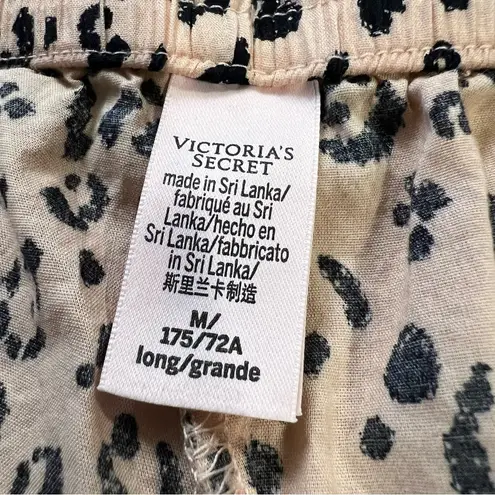 VICTORIA'S
SECRET
made in Sri Lanka/
fabriqué au Sri
Lanka/hecho en
Sri Lanka/fabbricato
in Sri Lanka/
斯里兰卡制造
M/
175/72A
long/grande